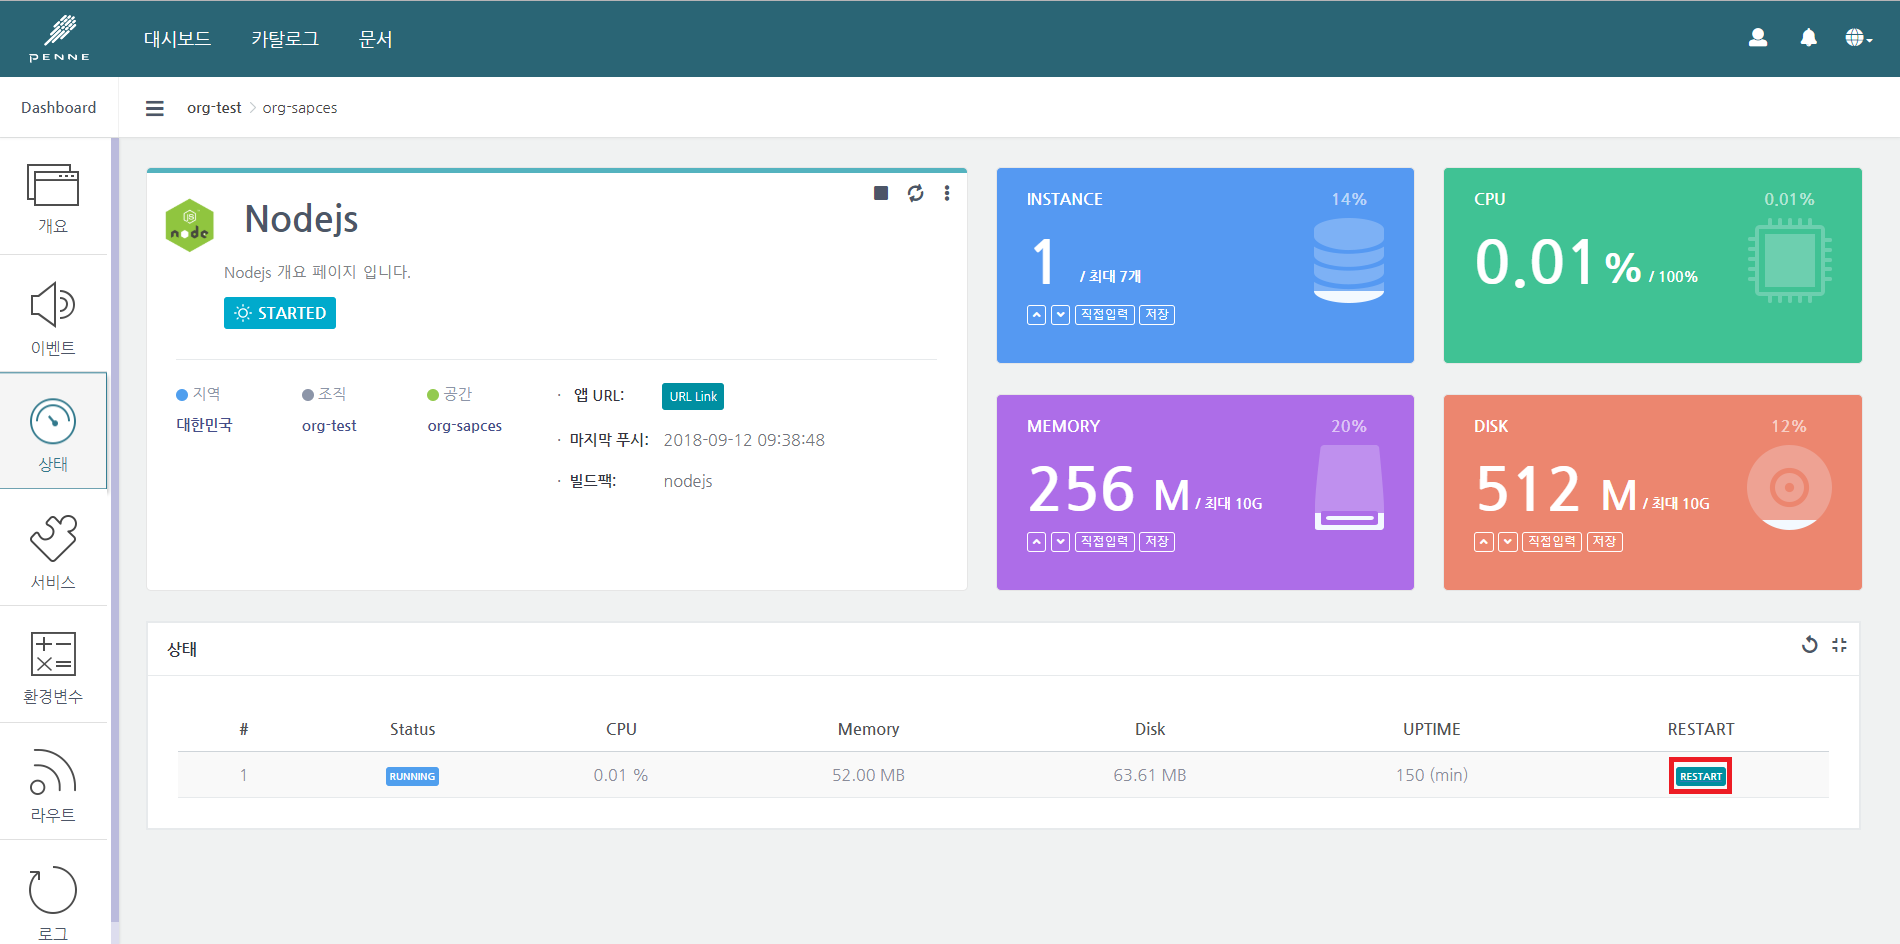 PENNE
대시보드 카탈로그 문서
Dashboard
org-test > org-sapces
개요
이벤트
상태
서비스
환경변수
라우트
로그
JS
node
Nodejs
Nodejs 개요 페이지 입니다.
STARTED
지역 조직 공간
대한민국 org-test org-sapces
· 앱 URL: URL Link
· 마지막 푸시: 2018-09-12 09:38:48
· 빌드팩: nodejs
INSTANCE 14%
1 / 최대 7개
직접입력 저장
CPU 0.01%
0.01 % / 100%
MEMORY 20%
256 M / 최대 10G
직접입력 저장
DISK 12%
512 M / 최대 10G
직접입력 저장
상태
# Status CPU Memory Disk UPTIME RESTART
1 RUNNING 0.01 % 52.00 MB 63.61 MB 150 (min) RESTART